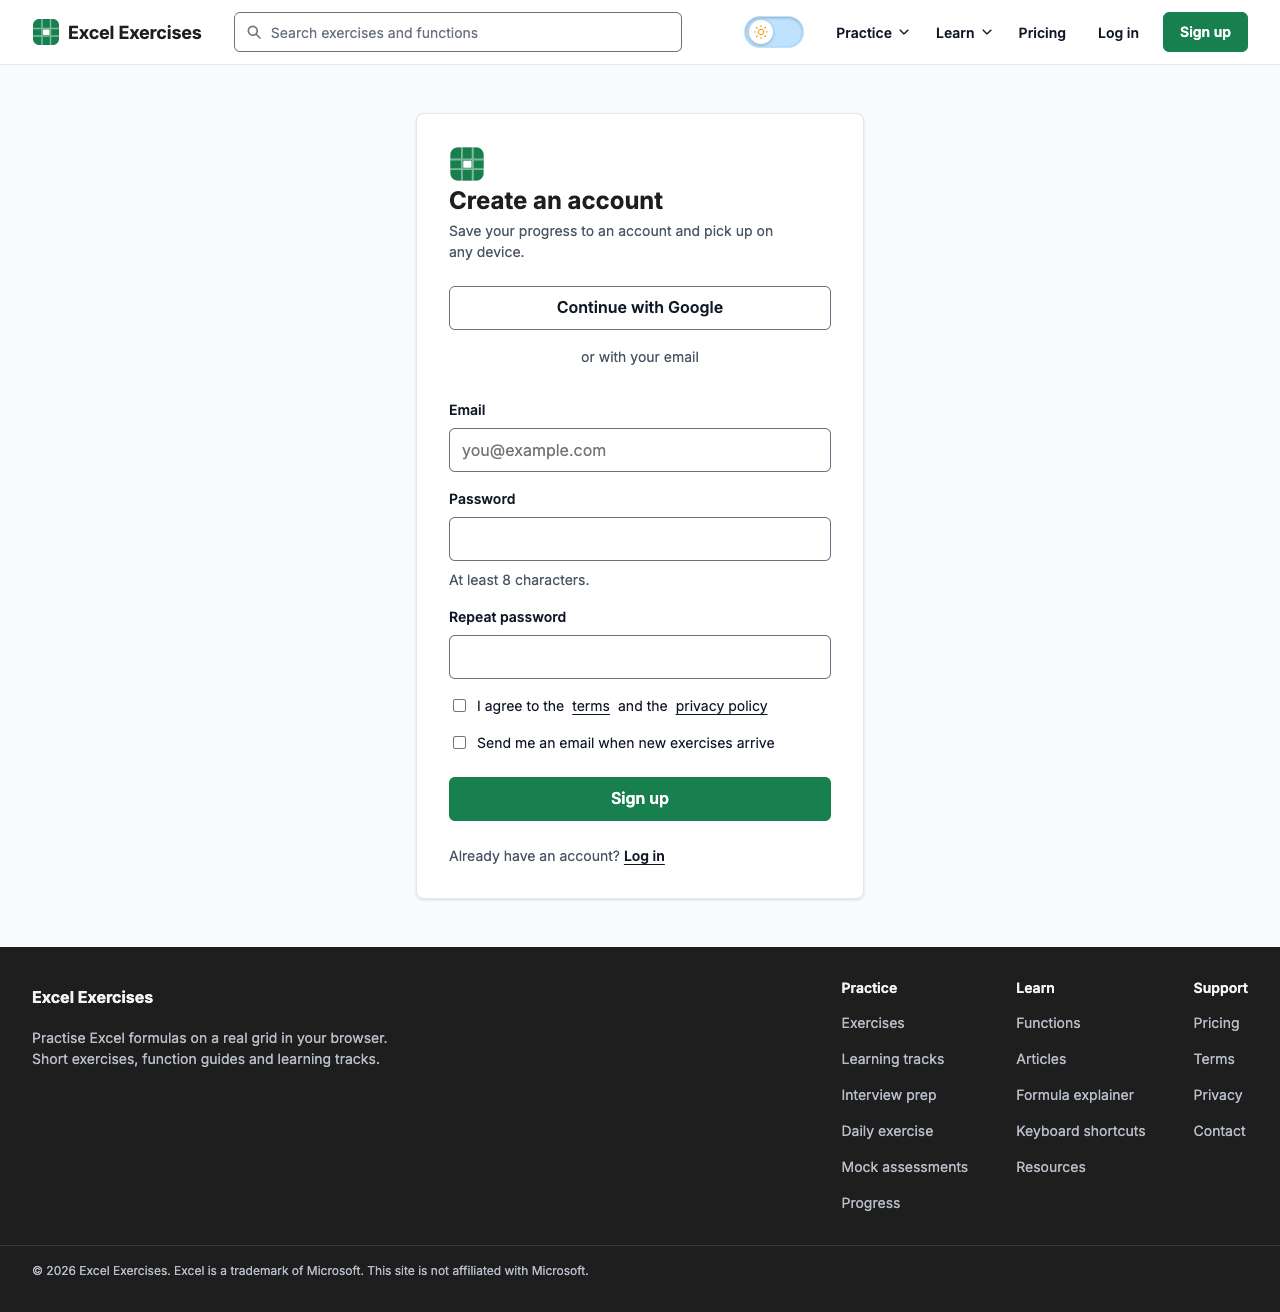 Excel Exercises
Search exercises and functions
Practice
Learn
Pricing
Log in
Sign up
Create an account
Save your progress to an account and pick up on
any device.
Continue with Google
or with your email
Email
you@example.com
Password
At least 8 characters.
Repeat password
I agree to the terms and the privacy policy
Send me an email when new exercises arrive
Sign up
Already have an account? Log in
Excel Exercises
Practise Excel formulas on a real grid in your browser.
Short exercises, function guides and learning tracks.
Practice
Exercises
Learning tracks
Interview prep
Daily exercise
Mock assessments
Progress
Learn
Functions
Articles
Formula explainer
Keyboard shortcuts
Resources
Support
Pricing
Terms
Privacy
Contact
© 2026 Excel Exercises. Excel is a trademark of Microsoft. This site is not affiliated with Microsoft.